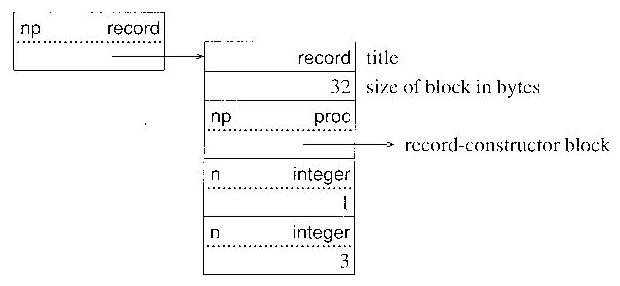 np record
record title
32 size of block in bytes
np proc
record-constructor block
n integer
1
n integer
3